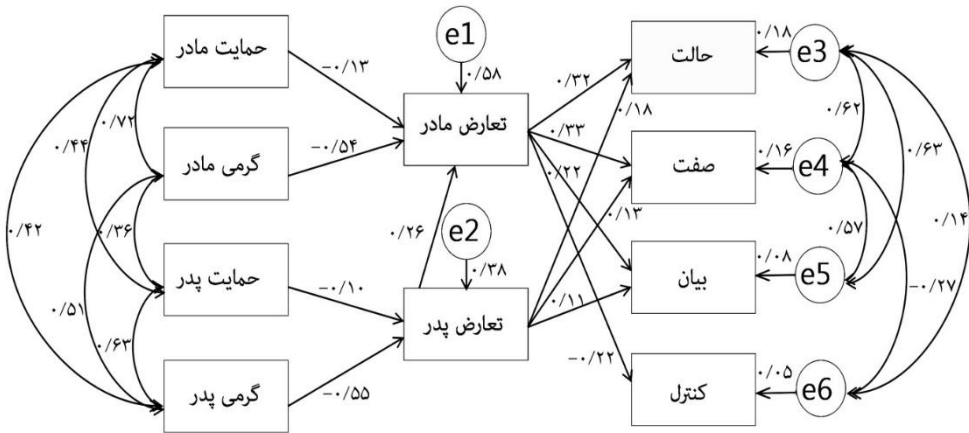 حمایت مادر
گرمی مادر
حمایت پدر
گرمی پدر
۰/۷۲
۰/۴۴
۰/۴۲
۰/۳۶
۰/۵۱
۰/۶۳
−۰/۱۳
−۰/۵۴
−۰/۱۰
−۰/۵۵
e1
۰/۵۸
تعارض مادر
۰/۲۶
e2
۰/۳۸
تعارض پدر
۰/۳۲
۰/۱۸
۰/۳۳
۰/۲۲
۰/۱۳
۰/۱۱
−۰/۲۲
حالت
صفت
بیان
کنترل
۰/۱۸
e3
۰/۱۶
e4
۰/۰۸
e5
۰/۰۵
e6
۰/۶۲
۰/۶۳
۰/۱۴
۰/۵۷
−۰/۲۷